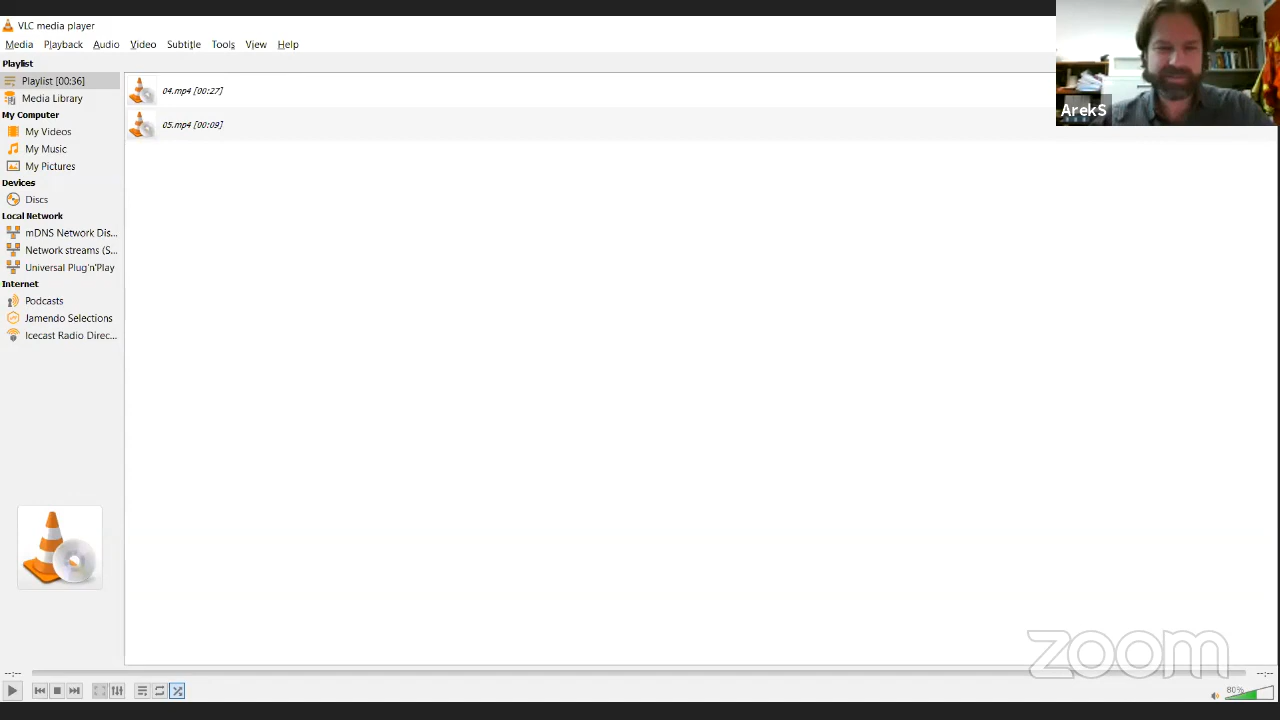 VLC media player
Media Playback Audio Video Subtitle Tools View Help
Playlist
Playlist [00:36]
Media Library
My Computer
My Videos
My Music
My Pictures
Devices
Discs
Local Network
mDNS Network Dis...
Network streams (S...
Universal Plug'n'Play
Internet
Podcasts
Jamendo Selections
Icecast Radio Direc...
04.mp4 [00:27]
05.mp4 [00:09]
ArekS
zoom
--:--
--:--
80%